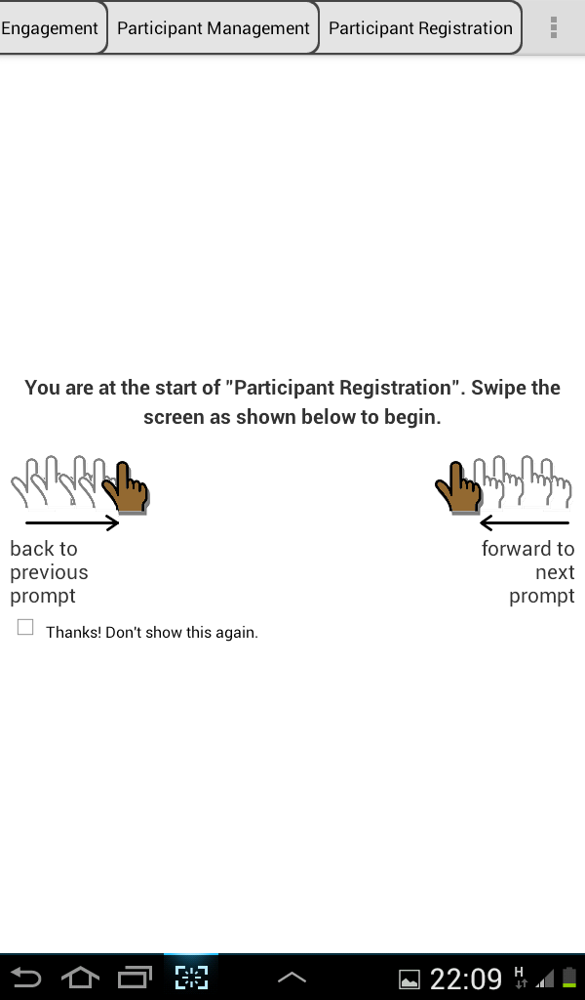 Engagement Participant Management Participant Registration
You are at the start of "Participant Registration". Swipe the
screen as shown below to begin.
back to
previous
prompt
forward to
next
prompt
Thanks! Don't show this again.
22:09 H